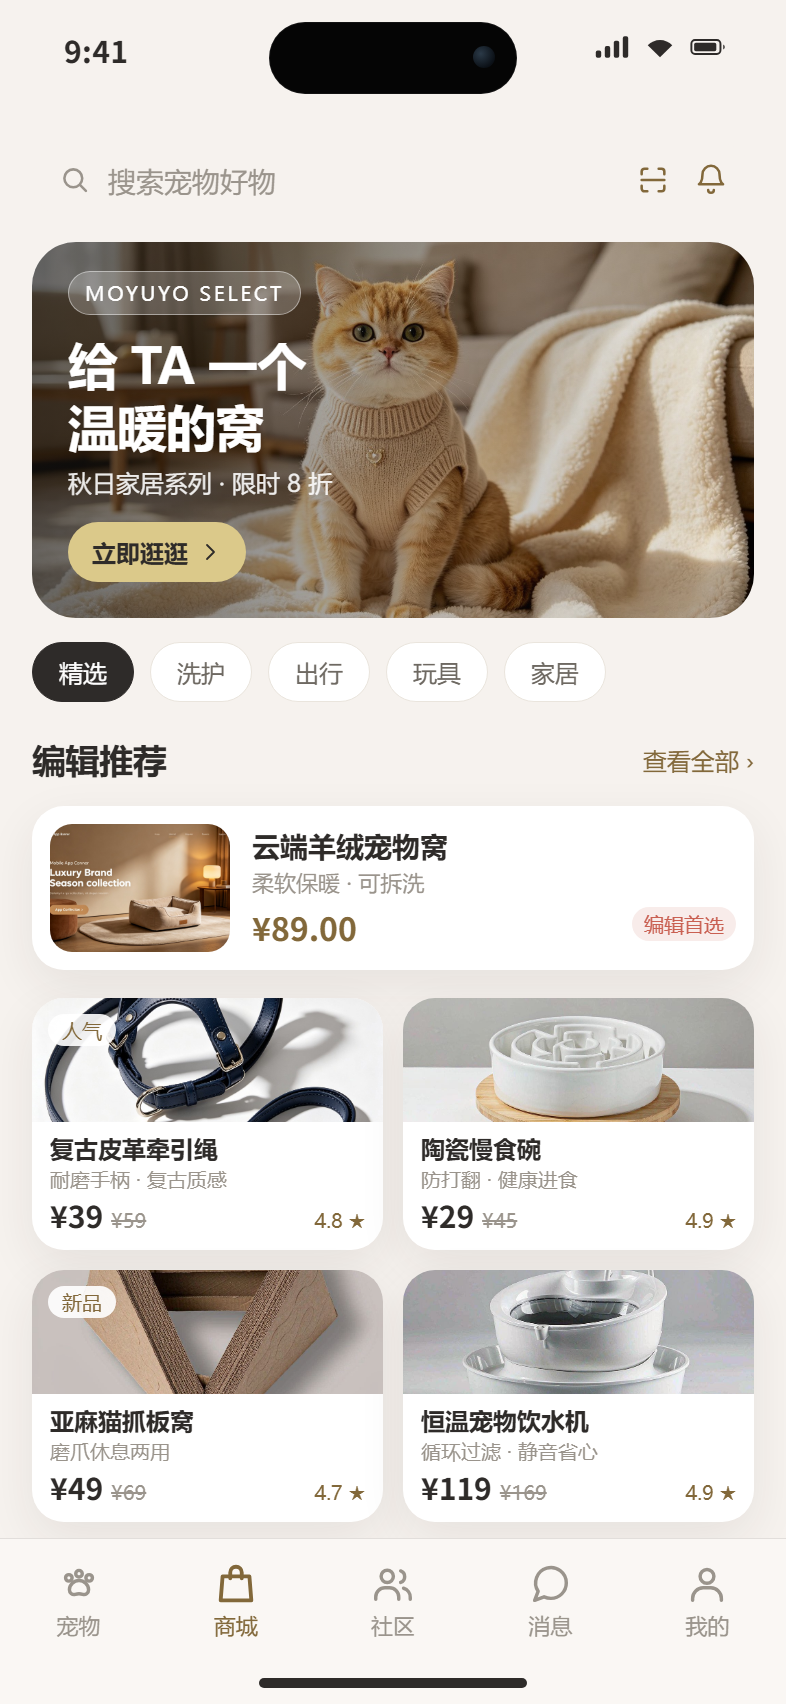 9:41
搜索宠物好物
MOYUYO SELECT
给 TA 一个
温暖的窝
秋日家居系列 · 限时 8 折
立即逛逛
精选
洗护
出行
玩具
家居
编辑推荐
查看全部 ›
Mobile App Conner
Luxury Brand
Season collection
云端羊绒宠物窝
柔软保暖 · 可拆洗
¥89.00
编辑首选
人气
复古皮革牵引绳
耐磨手柄 · 复古质感
¥39 ¥59
4.8 ★
陶瓷慢食碗
防打翻 · 健康进食
¥29 ¥45
4.9 ★
新品
亚麻猫抓板窝
磨爪休息两用
¥49 ¥69
4.7 ★
恒温宠物饮水机
循环过滤 · 静音省心
¥119 ¥169
4.9 ★
宠物
商城
社区
消息
我的